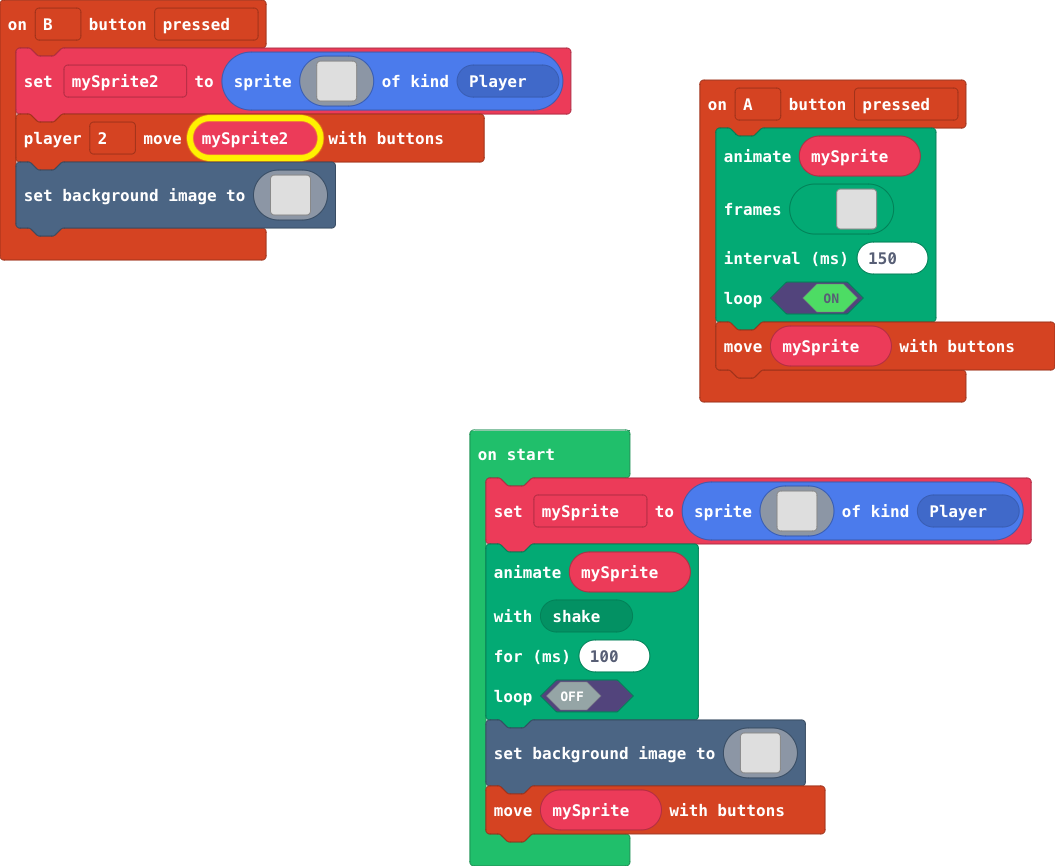 on B button pressed
set mySprite2 to sprite of kind Player
player 2 move mySprite2 with buttons
set background image to
on A button pressed
animate mySprite
frames
interval (ms) 150
loop ON
move mySprite with buttons
on start
set mySprite to sprite of kind Player
animate mySprite
with shake
for (ms) 100
loop OFF
set background image to
move mySprite with buttons